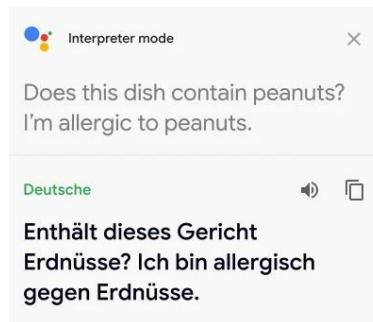 Interpreter mode
Does this dish contain peanuts?
I'm allergic to peanuts.
Deutsche
Enthält dieses Gericht
Erdnüsse? Ich bin allergisch
gegen Erdnüsse.